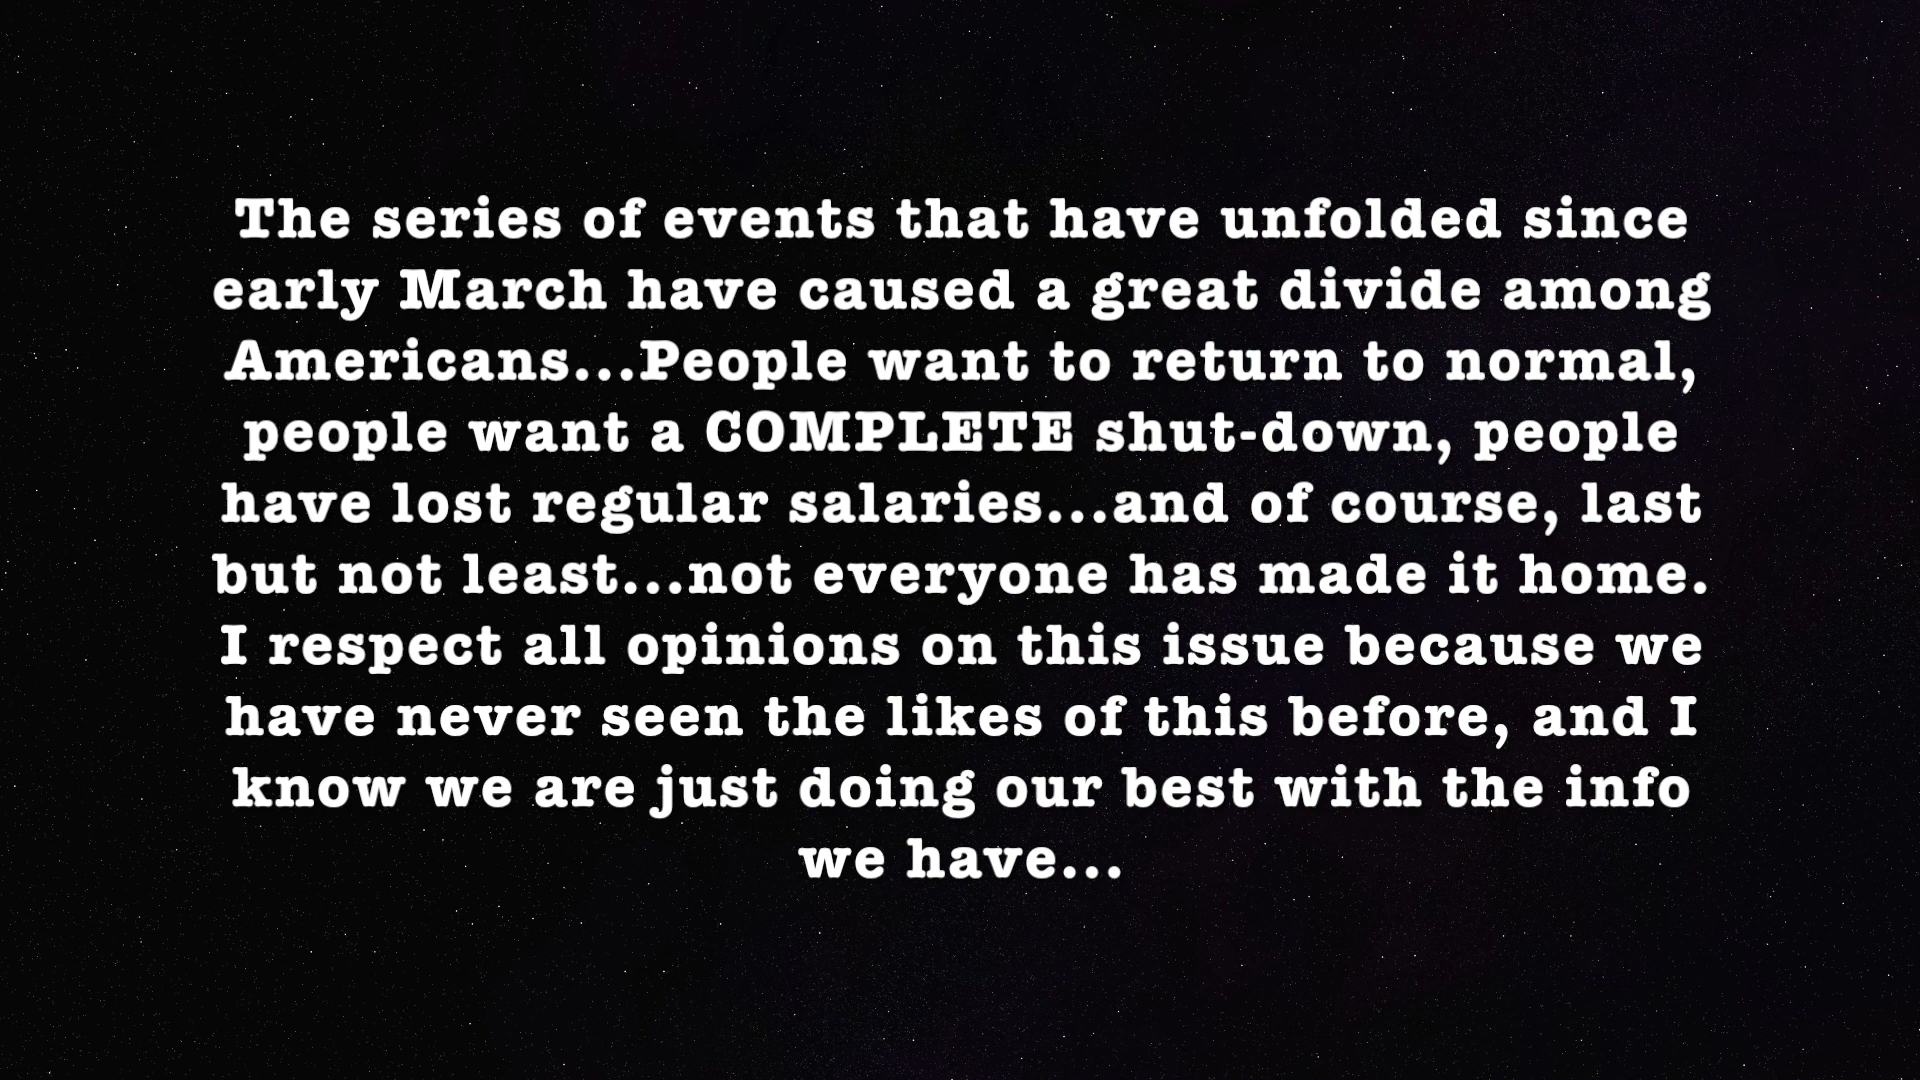 The series of events that have unfolded since
early March have caused a great divide among
Americans...People want to return to normal,
people want a COMPLETE shut-down, people
have lost regular salaries...and of course, last
but not least...not everyone has made it home.
I respect all opinions on this issue because we
have never seen the likes of this before, and I
know we are just doing our best with the info
we have...